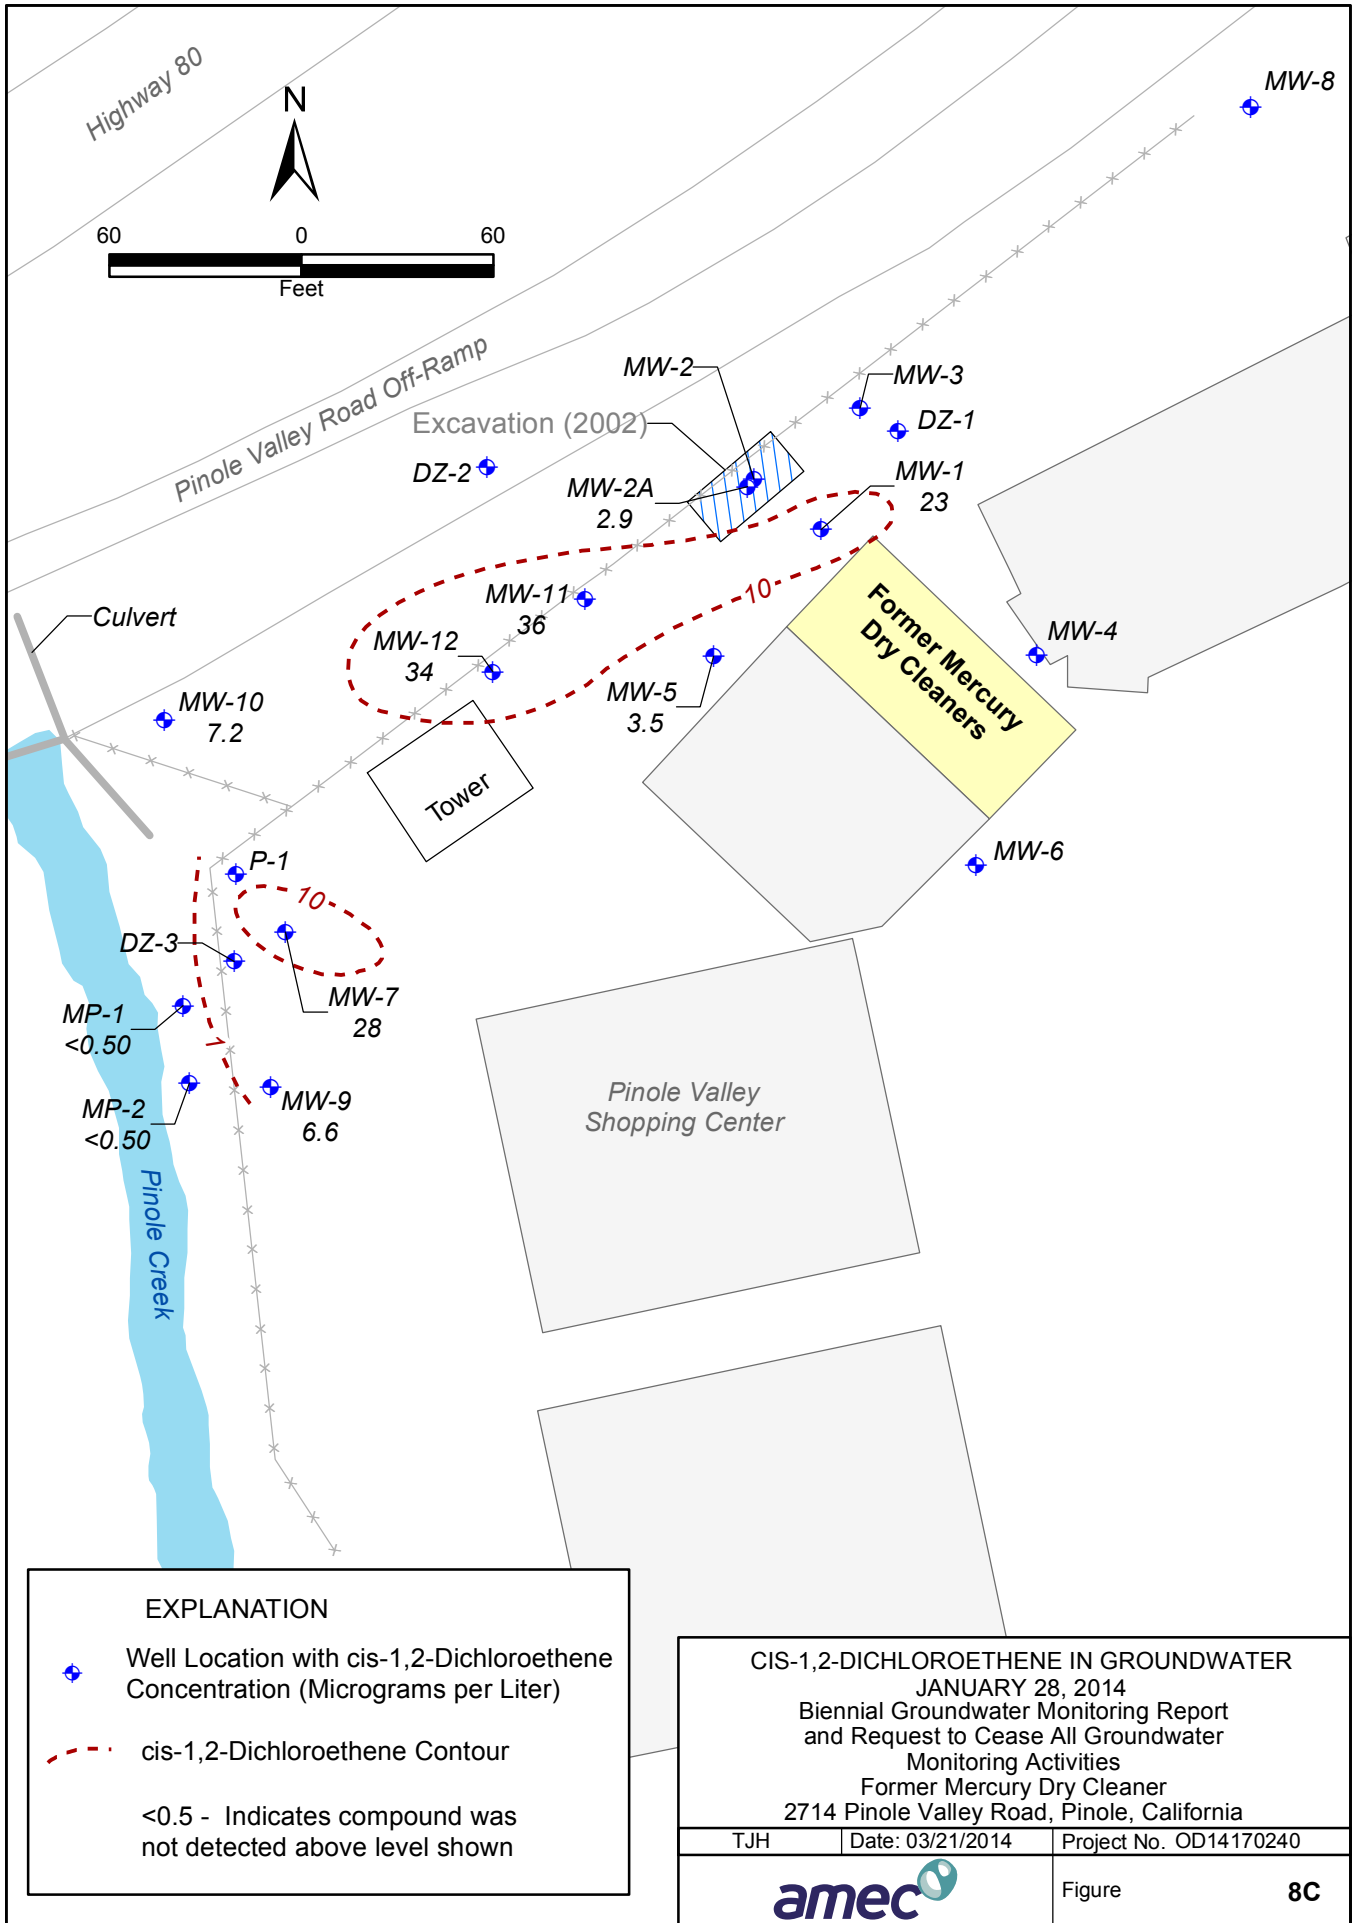 Highway 80
N
60 0 60
Feet
MW-8
Pinole Valley Road Off-Ramp
MW-2
MW-3
Excavation (2002)
DZ-1
DZ-2
MW-2A
2.9
MW-1
23
10
MW-11
36
Culvert
MW-12
34
Former Mercury
Dry Cleaners
MW-4
MW-5
3.5
MW-10
7.2
Tower
MW-6
P-1
10
DZ-3
MW-7
28
MP-1
<0.50
1
MP-2
<0.50
MW-9
6.6
Pinole Valley
Shopping Center
Pinole Creek
EXPLANATION
Well Location with cis-1,2-Dichloroethene
Concentration (Micrograms per Liter)
cis-1,2-Dichloroethene Contour
<0.5 - Indicates compound was
not detected above level shown
CIS-1,2-DICHLOROETHENE IN GROUNDWATER
JANUARY 28, 2014
Biennial Groundwater Monitoring Report
and Request to Cease All Groundwater
Monitoring Activities
Former Mercury Dry Cleaner
2714 Pinole Valley Road, Pinole, California
TJH Date: 03/21/2014 Project No. OD14170240
amec Figure 8C